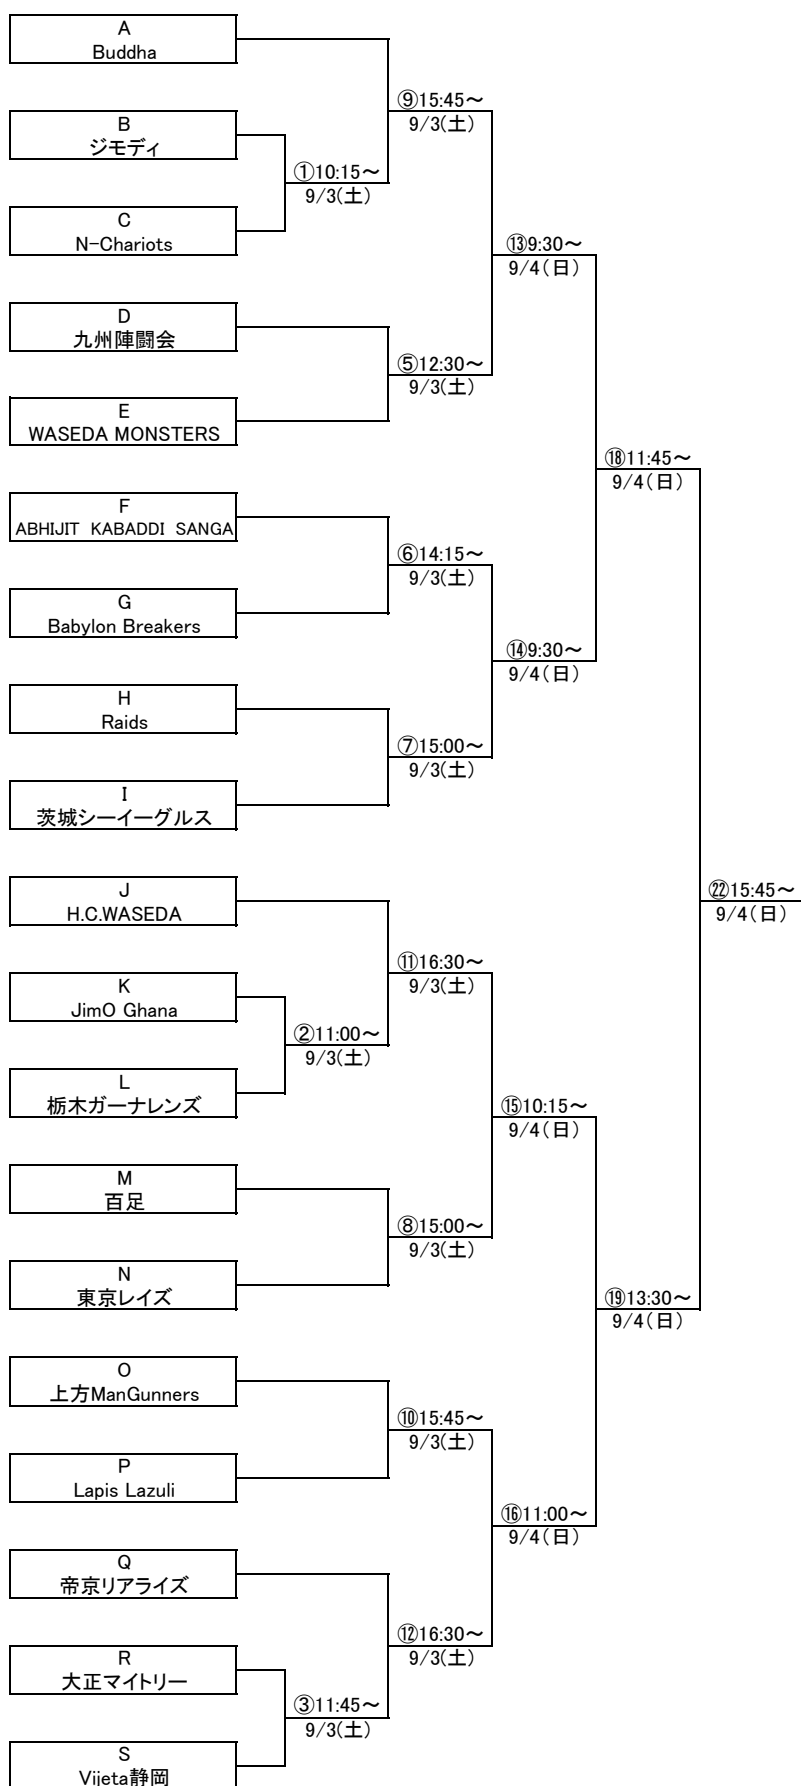 A
Buddha
⑨15:45～
9/3(土)
B
ジモディ
①10:15～
9/3(土)
C
N-Chariots
⑬9:30～
9/4(日)
D
九州陣闘会
⑤12:30～
9/3(土)
E
WASEDA MONSTERS
⑱11:45～
9/4(日)
F
ABHIJIT KABADDI SANGA
⑥14:15～
9/3(土)
G
Babylon Breakers
⑭9:30～
9/4(日)
H
Raids
⑦15:00～
9/3(土)
I
茨城シーイーグルス
J
H.C.WASEDA
㉒15:45～
9/4(日)
⑪16:30～
9/3(土)
K
JimO Ghana
②11:00～
9/3(土)
L
栃木ガーナレンズ
⑮10:15～
9/4(日)
M
百足
⑧15:00～
9/3(土)
N
東京レイズ
⑲13:30～
9/4(日)
O
上方ManGunners
⑩15:45～
9/3(土)
P
Lapis Lazuli
⑯11:00～
9/4(日)
Q
帝京リアライズ
⑫16:30～
9/3(土)
R
大正マイトリー
③11:45～
9/3(土)
S
Vijeta静岡